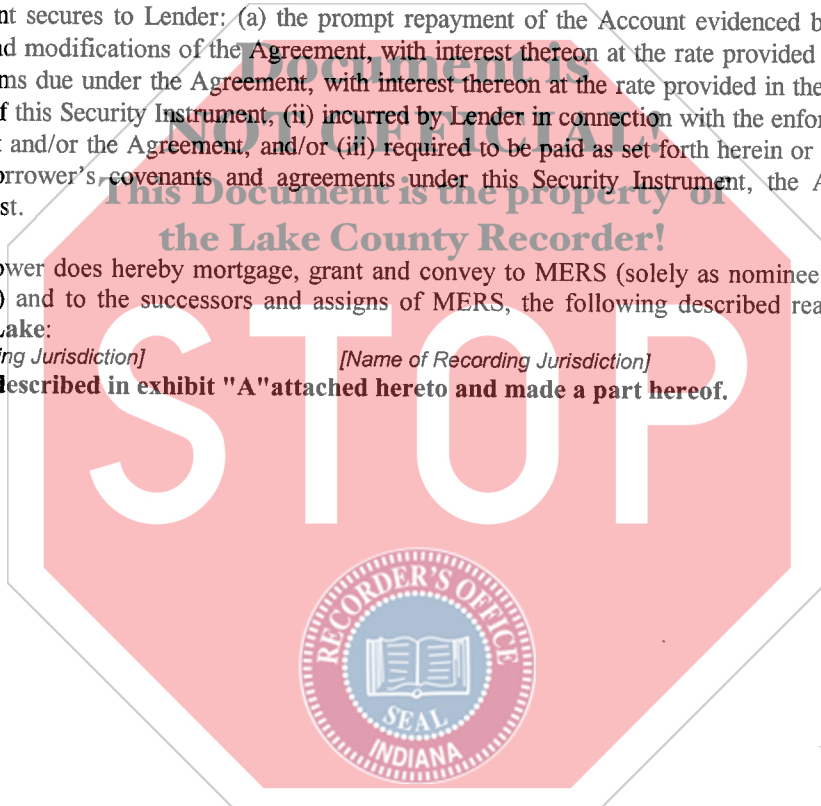 nt secures to Lender: (a) the prompt repayment of the Account evidenced b
nd modifications of the Agreement, with interest thereon at the rate provided
Document is
ms due under the Agreement, with interest thereon at the rate provided in the
f this Security Instrument, (ii) incurred by Lender in connection with the enfor
NOT OFFICIAL!
t and/or the Agreement, and/or (iii) required to be paid as set forth herein or
orrower's covenants and agreements under this Security Instrument, the A
This Document is the property of
st.
the Lake County Recorder!
ower does hereby mortgage, grant and convey to MERS (solely as nominee
) and to the successors and assigns of MERS, the following described rea
Lake:
ing Jurisdiction] [Name of Recording Jurisdiction]
described in exhibit "A"attached hereto and made a part hereof.
STOP
RECORDER'S OFFICE
SEAL
INDIANA